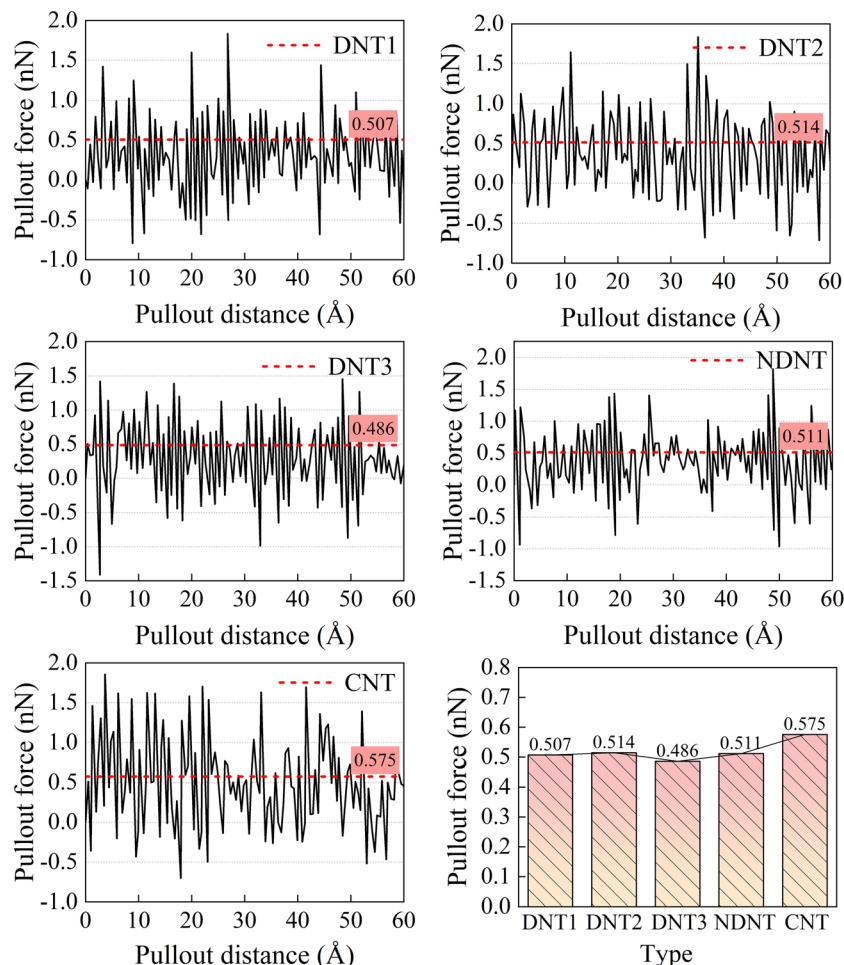 DNT1
Pullout force (nN)
2.0
1.5
1.0
0.5
0.0
-0.5
-1.0
0.507
0 10 20 30 40 50 60
Pullout distance (Å)
DNT2
Pullout force (nN)
2.0
1.5
1.0
0.5
0.0
-0.5
-1.0
0.514
0 10 20 30 40 50 60
Pullout distance (Å)
DNT3
Pullout force (nN)
2.0
1.5
1.0
0.5
0.0
-0.5
-1.0
-1.5
0.486
0 10 20 30 40 50 60
Pullout distance (Å)
NDNT
Pullout force (nN)
2.0
1.5
1.0
0.5
0.0
-0.5
-1.0
-1.5
0.511
0 10 20 30 40 50 60
Pullout distance (Å)
CNT
Pullout force (nN)
2.0
1.5
1.0
0.5
0.0
-0.5
-1.0
0.575
0 10 20 30 40 50 60
Pullout distance (Å)
Pullout force (nN)
0.8
0.7
0.6
0.5
0.4
0.3
0.2
0.1
0.0
0.507 0.514 0.486 0.511 0.575
DNT1 DNT2 DNT3 NDNT CNT
Type